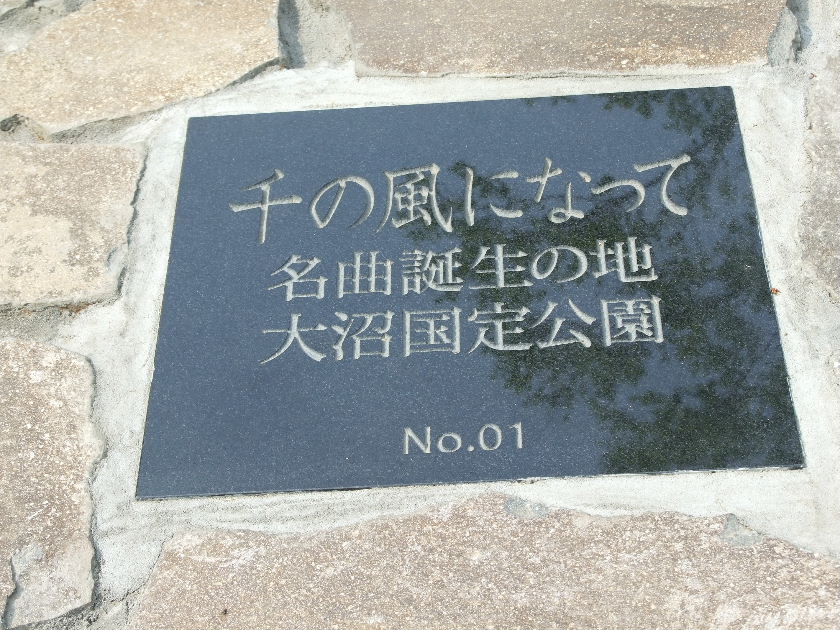 千の風になって
名曲誕生の地
大沼国定公園
No.01